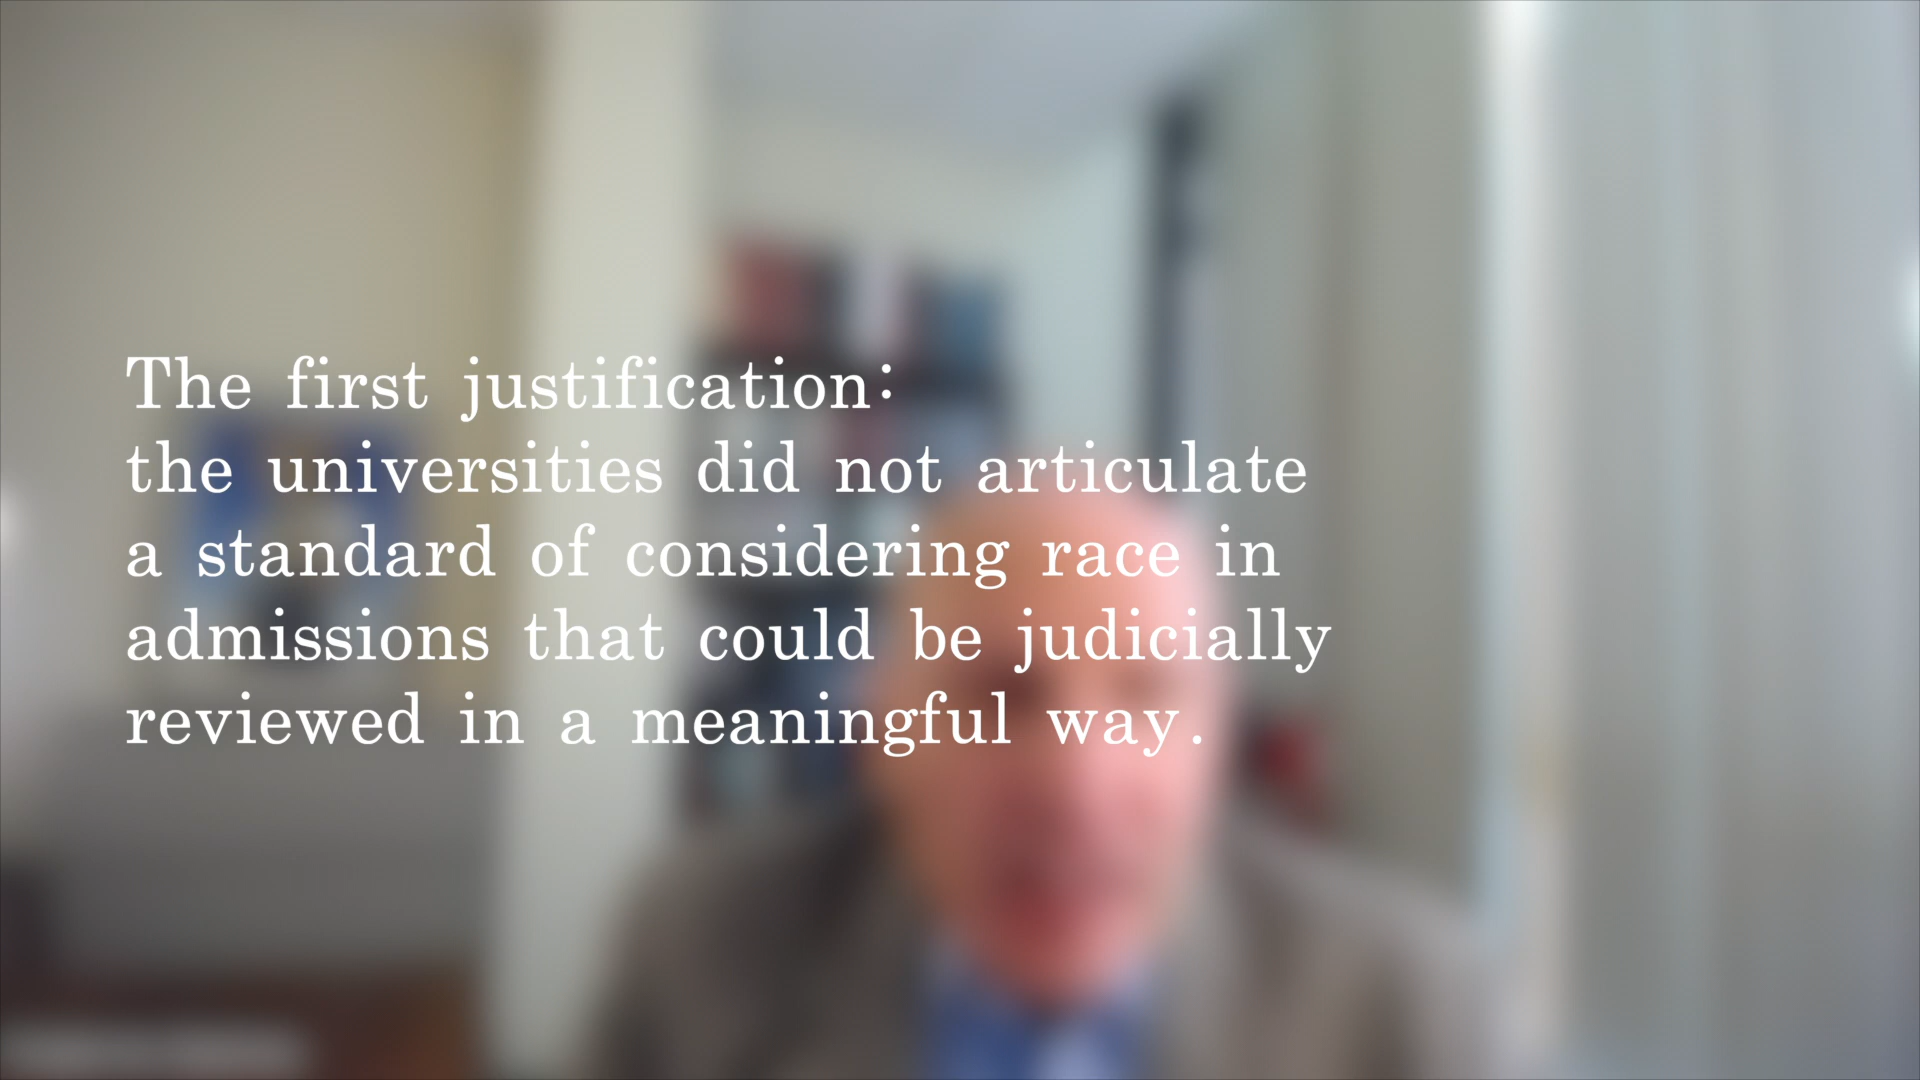 The first justification:
the universities did not articulate
a standard of considering race in
admissions that could be judicially
reviewed in a meaningful way.